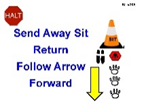 HALT
Send Away Sit
Return
Follow Arrow
Forward